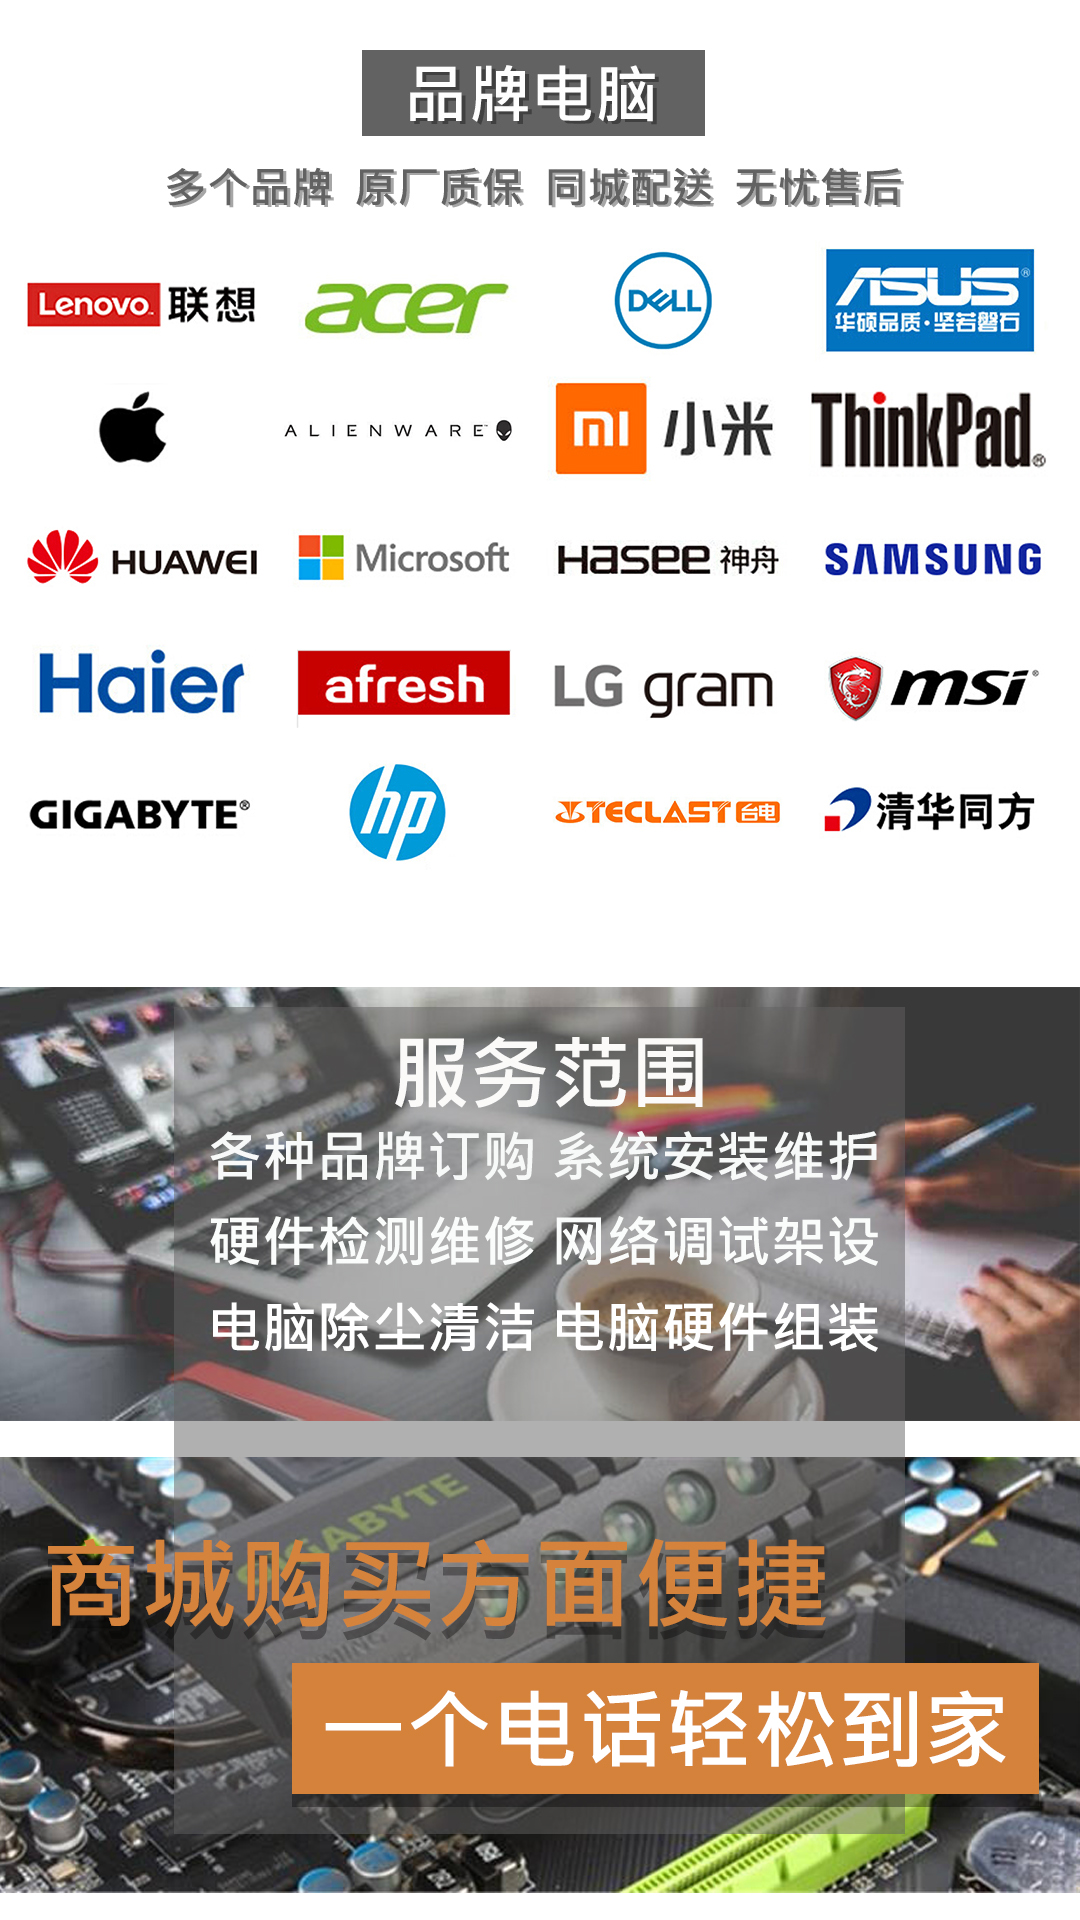 品牌电脑
多个品牌 原厂质保 同城配送 无忧售后
Lenovo. 联想
acer
DELL
ASUS®
华硕品质·坚若磐石
ALIENWARE
mi 小米
ThinkPad®
HUAWEI
Microsoft
Hasee 神舟
SAMSUNG
Haier
afresh
LG gram
msi®
GIGABYTE®
hp
TECLAST 台电
清华同方
服务范围
各种品牌订购 系统安装维护
硬件检测维修 网络调试架设
电脑除尘清洁 电脑硬件组装
GIGABYTE
商城购买方面便捷
一个电话轻松到家